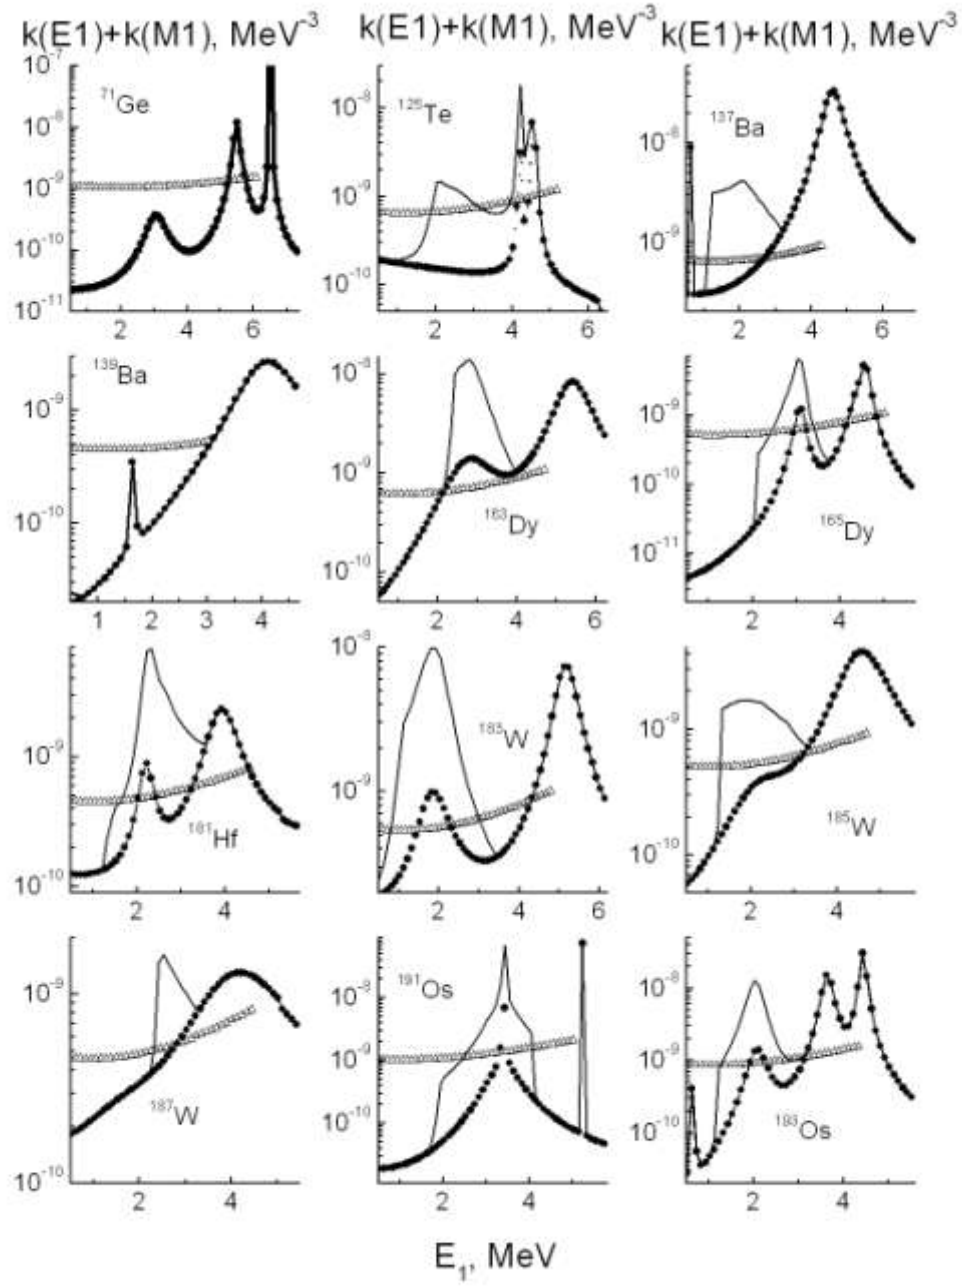 k(E1)+k(M1), MeV⁻³
k(E1)+k(M1), MeV⁻³
k(E1)+k(M1), MeV⁻³
10⁻⁷
10⁻⁸
10⁻⁹
10⁻¹⁰
10⁻¹¹
⁷¹Ge
2 4 6
10⁻⁸
10⁻⁹
10⁻¹⁰
¹²⁵Te
2 4 6
10⁻⁸
10⁻⁹
¹³⁷Ba
2 4 6
10⁻⁹
10⁻¹⁰
¹³⁹Ba
1 2 3 4
10⁻⁸
10⁻⁹
10⁻¹⁰
¹⁶³Dy
2 4 6
10⁻⁹
10⁻¹⁰
10⁻¹¹
¹⁶⁵Dy
2 4
10⁻⁹
10⁻¹⁰
¹⁸¹Hf
2 4
10⁻⁸
10⁻⁹
¹⁸³W
2 4 6
10⁻⁹
10⁻¹⁰
¹⁸⁵W
2 4
10⁻⁹
10⁻¹⁰
¹⁸⁷W
2 4
10⁻⁸
10⁻⁹
10⁻¹⁰
¹⁹¹Os
2 4
10⁻⁸
10⁻⁹
10⁻¹⁰
¹⁹³Os
2 4
E₁, MeV